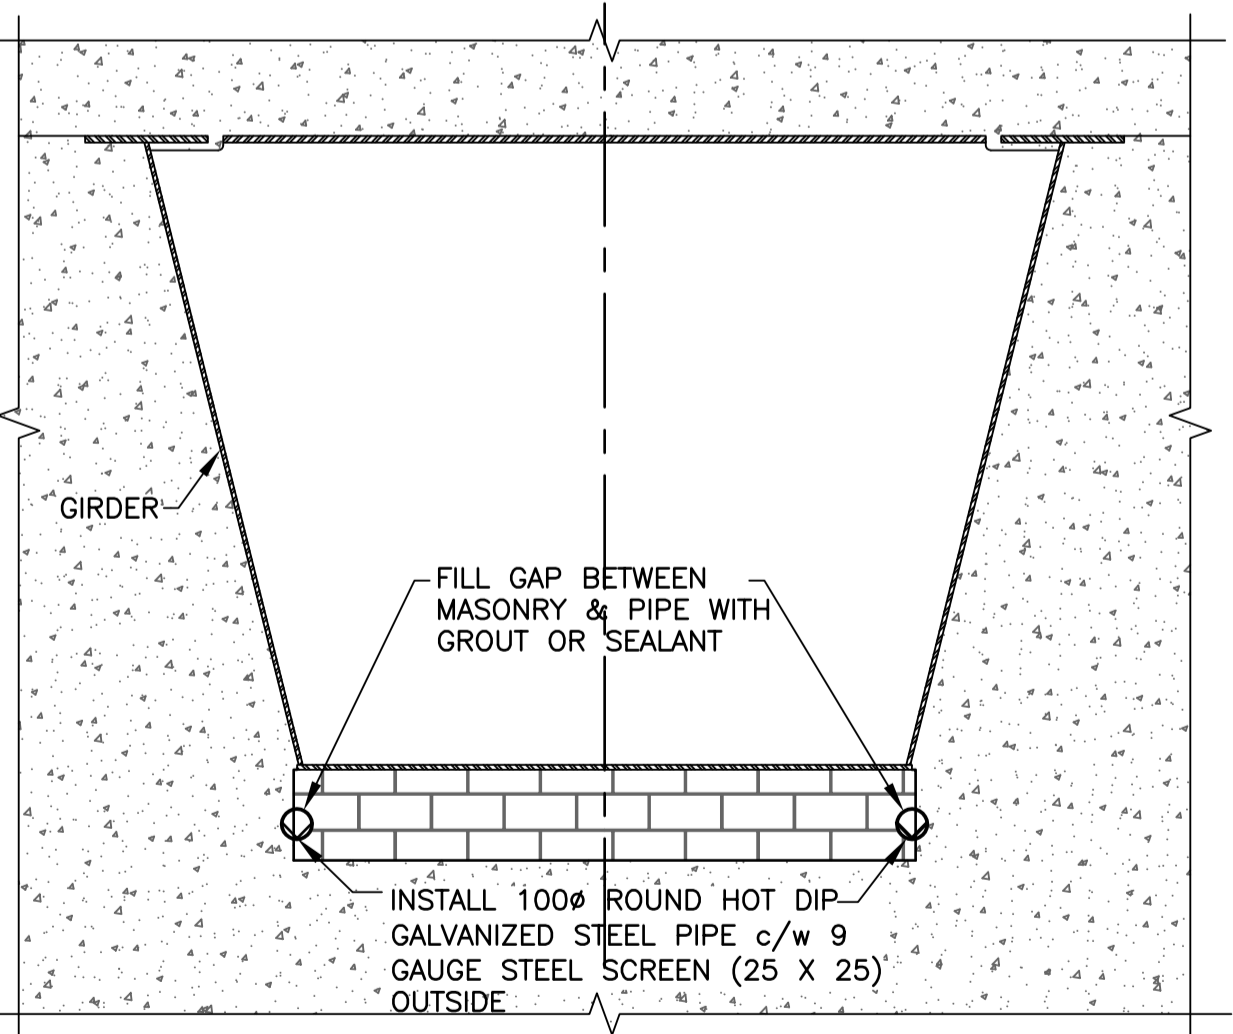 GIRDER
FILL GAP BETWEEN
MASONRY & PIPE WITH
GROUT OR SEALANT
INSTALL 100ø ROUND HOT DIP
GALVANIZED STEEL PIPE c/w 9
GAUGE STEEL SCREEN (25 X 25)
OUTSIDE